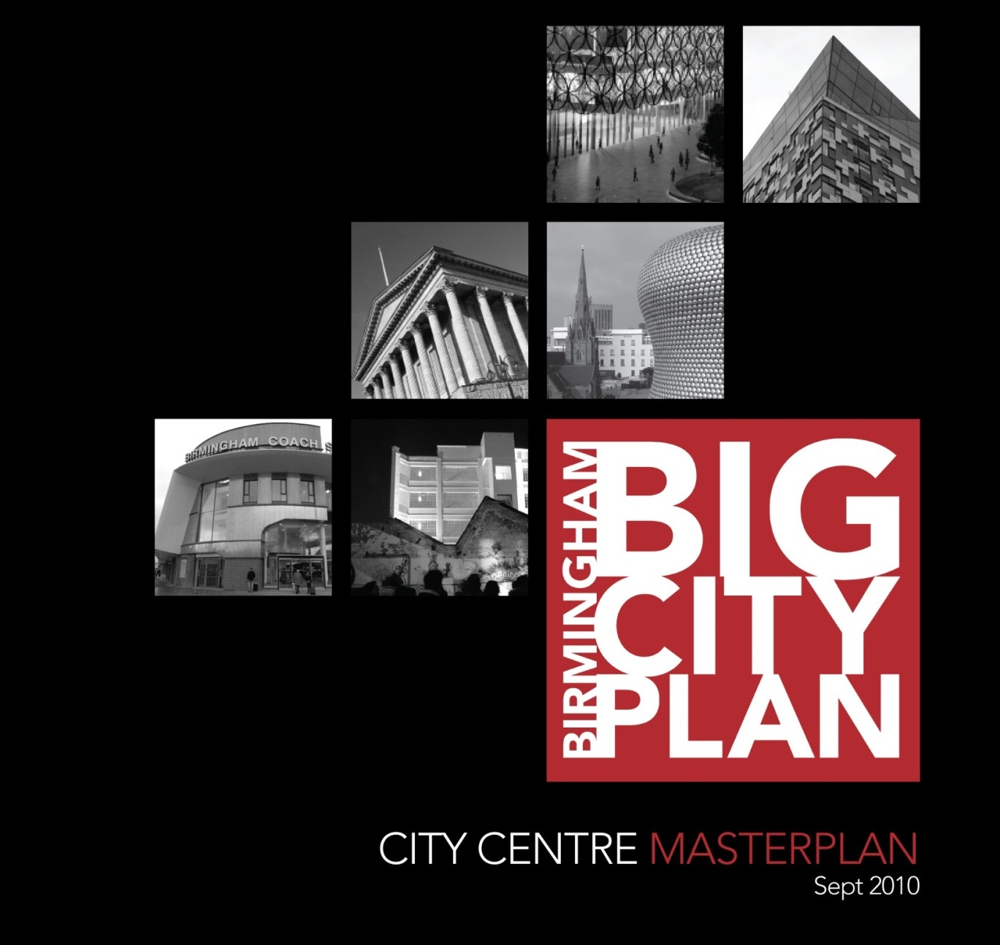 BIRMINGHAM COACH S
BIRMINGHAM
BIG
CITY
PLAN
CITY CENTRE MASTERPLAN
Sept 2010